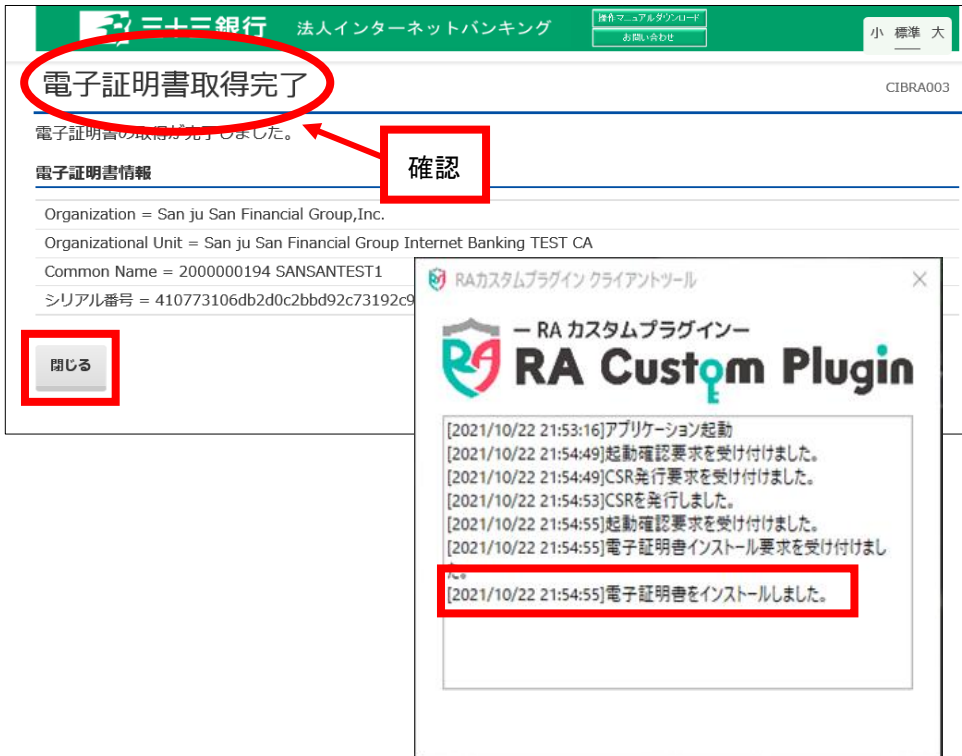 三十三銀行 法人インターネットバンキング
操作マニュアルダウンロード
お問い合わせ
小 標準 大
電子証明書取得完了
CIBRA003
電子証明書の取得が完了しました。
確認
電子証明書情報
Organization = San ju San Financial Group,Inc.
Organizational Unit = San ju San Financial Group Internet Banking TEST CA
Common Name = 2000000194 SANSANTEST1
シリアル番号 = 410773106db2d0c2bbd92c73192c9
閉じる
RAカスタムプラグイン クライアントツール
RA
ー RA カスタムプラグインー
RA Custom Plugin
[2021/10/22 21:53:16]アプリケーション起動
[2021/10/22 21:54:49]起動確認要求を受け付けました。
[2021/10/22 21:54:49]CSR発行要求を受け付けました。
[2021/10/22 21:54:53]CSRを発行しました。
[2021/10/22 21:54:55]起動確認要求を受け付けました。
[2021/10/22 21:54:55]電子証明書インストール要求を受け付けまし
た。
[2021/10/22 21:54:55]電子証明書をインストールしました。